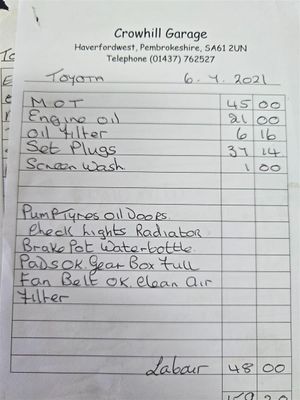 Crowhill Garage
Haverfordwest, Pembrokeshire, SA61 2UN
Telephone (01437) 762527
Toyota 6.4.2021
MOT 45 00
Engine oil 21 00
Oil filter 6 16
Set Plugs 37 14
Screen Wash 1 00
Pump Tyres Oil Doors.
Check Lights Radiator
Brake Pot Waterbottle
Pads OK. Gear Box Full
Fan Belt OK. Clean Air
Filter
Labour 48 00